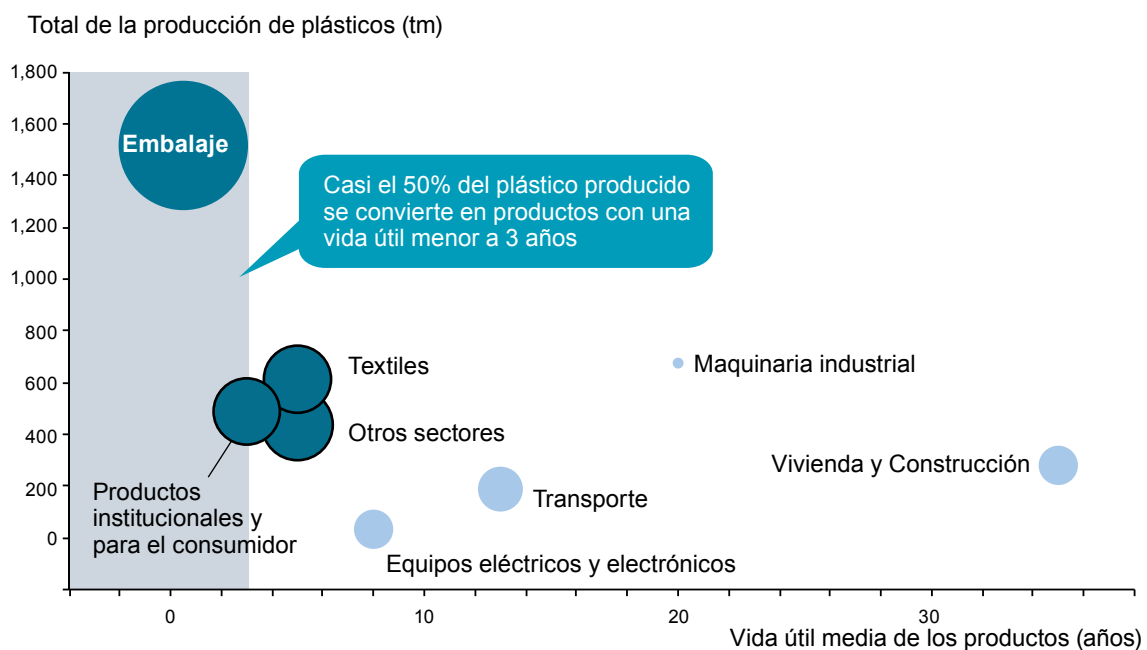 Total de la producción de plásticos (tm)
1,800
1,600
1,400
1,200
1,000
800
600
400
200
0
Embalaje
Casi el 50% del plástico producido
se convierte en productos con una
vida útil menor a 3 años
Textiles
Maquinaria industrial
Otros sectores
Vivienda y Construcción
Productos
institucionales y
para el consumidor
Transporte
Equipos eléctricos y electrónicos
0
10
20
30
Vida útil media de los productos (años)